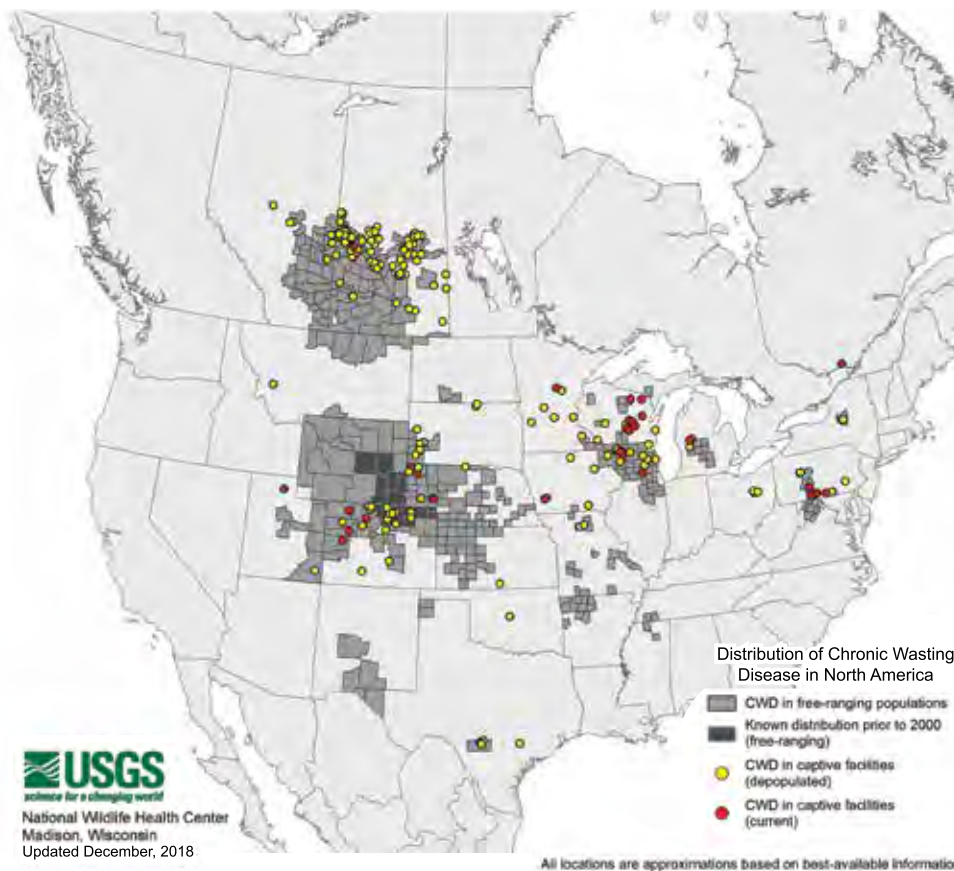 Distribution of Chronic Wasting
Disease in North America
CWD in free-ranging populations
Known distribution prior to 2000
(free-ranging)
CWD in captive facilities
(depopulated)
CWD in captive facilities
(current)
USGS
science for a changing world
National Wildlife Health Center
Madison, Wisconsin
Updated December, 2018
All locations are approximations based on best-available informatio